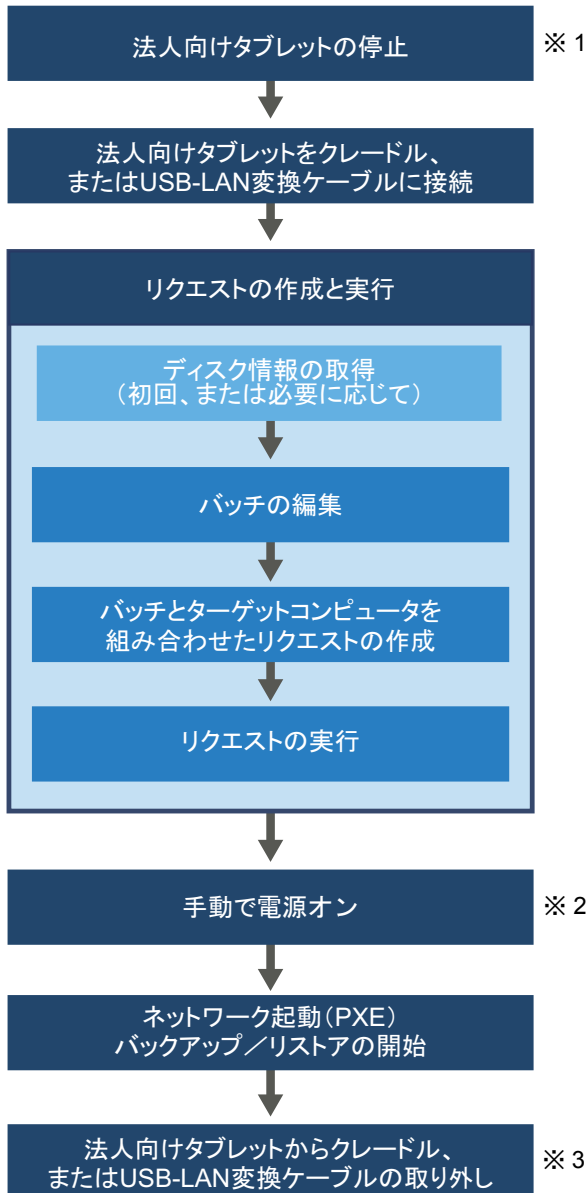 法人向けタブレットの停止
※ 1
法人向けタブレットをクレードル、
またはUSB-LAN変換ケーブルに接続
リクエストの作成と実行
ディスク情報の取得
（初回、または必要に応じて）
バッチの編集
バッチとターゲットコンピュータを
組み合わせたリクエストの作成
リクエストの実行
手動で電源オン
※ 2
ネットワーク起動（PXE）
バックアップ／リストアの開始
法人向けタブレットからクレードル、
またはUSB-LAN変換ケーブルの取り外し
※ 3